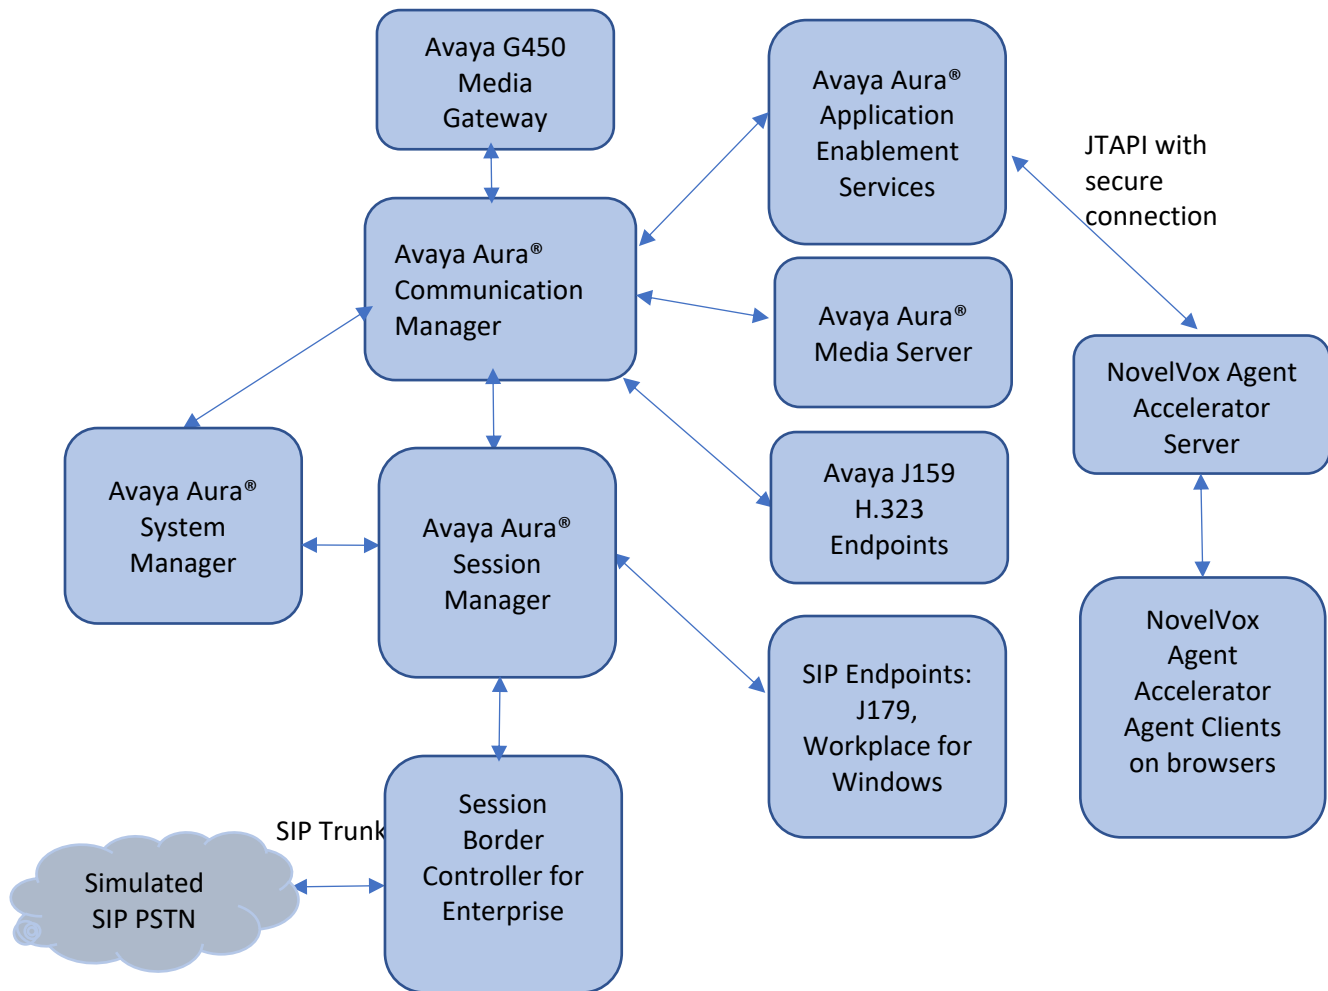 Avaya G450
Media
Gateway
Avaya Aura®
Application
Enablement
Services
JTAPI with
secure
connection
Avaya Aura®
Communication
Manager
Avaya Aura®
Media Server
NovelVox Agent
Accelerator
Server
Avaya Aura®
System
Manager
Avaya Aura®
Session
Manager
Avaya J159
H.323
Endpoints
NovelVox
Agent
Accelerator
Agent Clients
on browsers
SIP Endpoints:
J179,
Workplace for
Windows
SIP Trunk
Session
Border
Controller for
Enterprise
Simulated
SIP PSTN